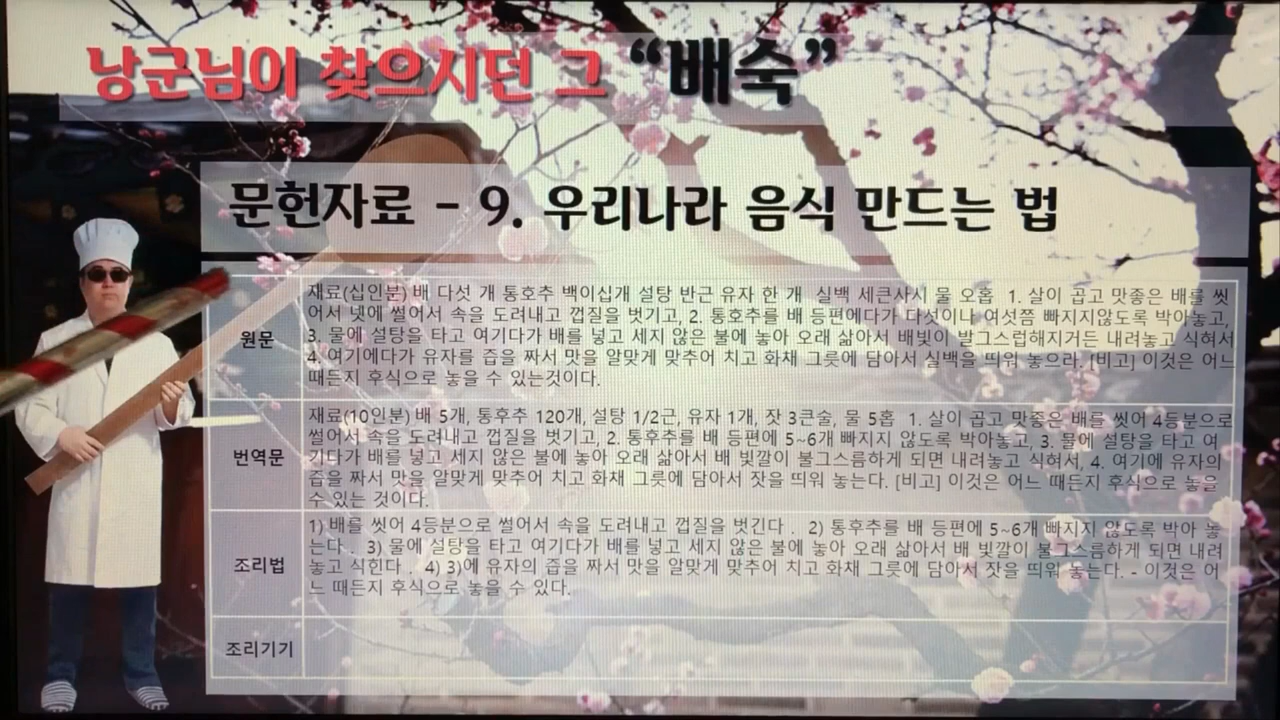 낭군님이 찾으시던 그 “배숙”
문헌자료 - 9. 우리나라 음식 만드는 법
원문
재료(십인분) 배 다섯 개 통호추 백이십개 설탕 반근 유자 한 개 실백 세큰사시 물 오홉 1. 살이 곱고 맛좋은 배를 씻
어서 넷에 썰어서 속을 도려내고 껍질을 벗기고, 2. 통호추를 배 등편에다가 다섯이나 여섯쯤 빠지지않도록 박아놓고,
3. 물에 설탕을 타고 여기다가 배를 넣고 세지 않은 불에 놓아 오래 삶아서 배빛이 발그스럼해지거든 내려놓고 식혀서
4. 여기에다가 유자를 즙을 짜서 맛을 알맞게 맞추어 치고 화채 그릇에 담아서 실백을 띄워 놓으라. [비고] 이것은 어느
때든지 후식으로 놓을 수 있는것이다.
번역문
재료(10인분) 배 5개, 통후추 120개, 설탕 1/2근, 유자 1개, 잣 3큰술, 물 5홉 1. 살이 곱고 맛좋은 배를 씻어 4등분으로
썰어서 속을 도려내고 껍질을 벗기고, 2. 통후추를 배 등편에 5~6개 빠지지 않도록 박아놓고, 3. 물에 설탕을 타고 여
기다가 배를 넣고 세지 않은 불에 놓아 오래 삶아서 배 빛깔이 불그스름하게 되면 내려놓고 식혀서, 4. 여기에 유자의
즙을 짜서 맛을 알맞게 맞추어 치고 화채 그릇에 담아서 잣을 띄워 놓는다. [비고] 이것은 어느 때든지 후식으로 놓을
수 있는 것이다.
조리법
1) 배를 씻어 4등분으로 썰어서 속을 도려내고 껍질을 벗긴다 . 2) 통후추를 배 등편에 5~6개 빠지지 않도록 박아 놓
는다 . 3) 물에 설탕을 타고 여기다가 배를 넣고 세지 않은 불에 놓아 오래 삶아서 배 빛깔이 불그스름하게 되면 내려
놓고 식힌다 . 4) 3)에 유자의 즙을 짜서 맛을 알맞게 맞추어 치고 화채 그릇에 담아서 잣을 띄워 놓는다. - 이것은 어
느 때든지 후식으로 놓을 수 있다.
조리기기